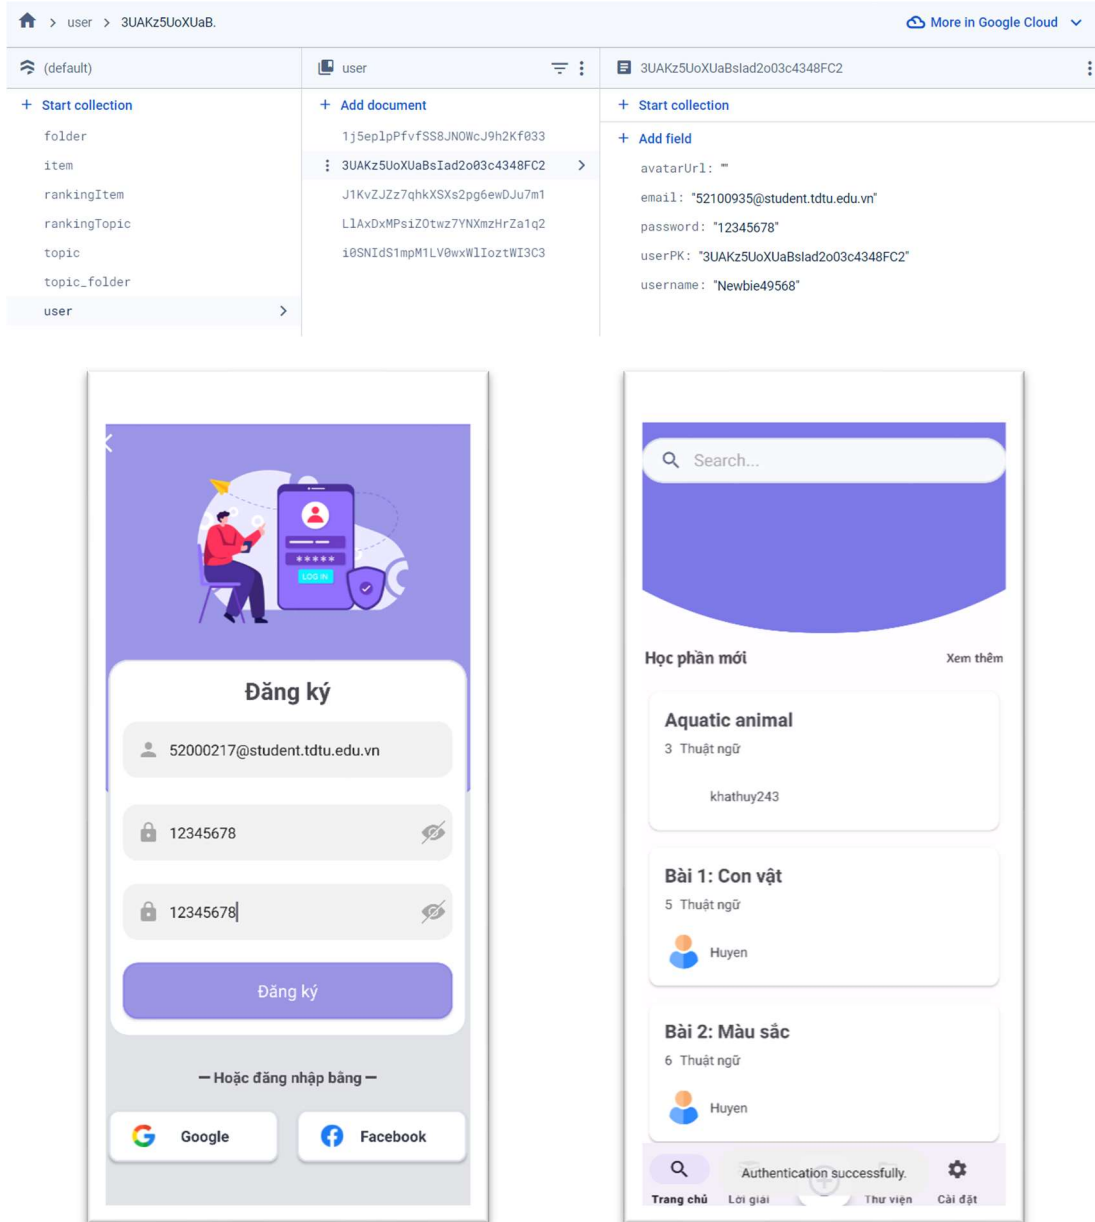 user > 3UAKz5UoXUaB.
More in Google Cloud
(default)
user
3UAKz5UoXUaBsIad2o03c4348FC2
+ Start collection
+ Add document
+ Start collection
folder
item
rankingItem
rankingTopic
topic
topic_folder
user
1j5eplpPfvfSS8JNOWcJ9h2Kf033
3UAKz5UoXUaBsIad2o03c4348FC2
J1KvZJZz7qhkXSXs2pg6ewDJu7m1
LlAxDxMPsiZOtwz7YNXmzHrZa1q2
i0SNIdS1mpM1LV0wxWlIoztWI3C3
+ Add field
avatarUrl: ""
email: "52100935@student.tdtu.edu.vn"
password: "12345678"
userPK: "3UAKz5UoXUaBsIad2o03c4348FC2"
username: "Newbie49568"
LOG IN
Đăng ký
52000217@student.tdtu.edu.vn
12345678
12345678
Đăng ký
Hoặc đăng nhập bằng
Google
Facebook
Search...
Học phần mới
Xem thêm
Aquatic animal
3 Thuật ngữ
khathuy243
Bài 1: Con vật
5 Thuật ngữ
Huyen
Bài 2: Màu sắc
6 Thuật ngữ
Huyen
Authentication successfully.
Trang chủ
Lời giải
Thư viện
Cài đặt